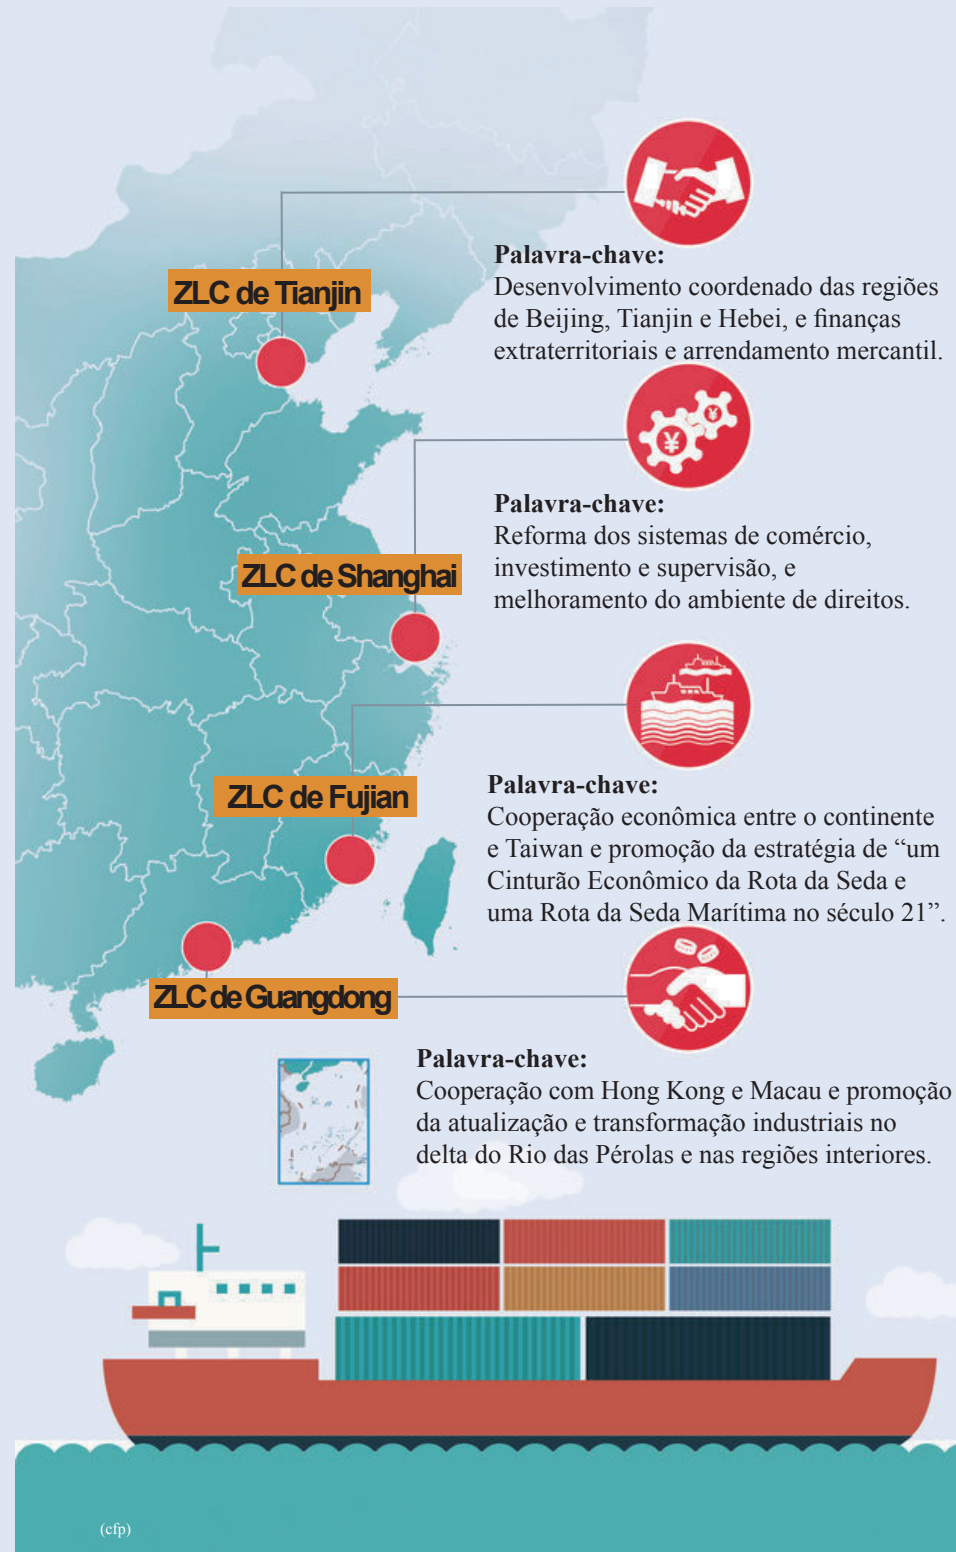 ZLC de Tianjin
Palavra-chave:
Desenvolvimento coordenado das regiões
de Beijing, Tianjin e Hebei, e finanças
extraterritoriais e arrendamento mercantil.
¥
¥
ZLC de Shanghai
Palavra-chave:
Reforma dos sistemas de comércio,
investimento e supervisão, e
melhoramento do ambiente de direitos.
ZLC de Fujian
Palavra-chave:
Cooperação econômica entre o continente
e Taiwan e promoção da estratégia de “um
Cinturão Econômico da Rota da Seda e
uma Rota da Seda Marítima no século 21”.
ZLC de Guangdong
Palavra-chave:
Cooperação com Hong Kong e Macau e promoção
da atualização e transformação industriais no
delta do Rio das Pérolas e nas regiões interiores.
(cfp)